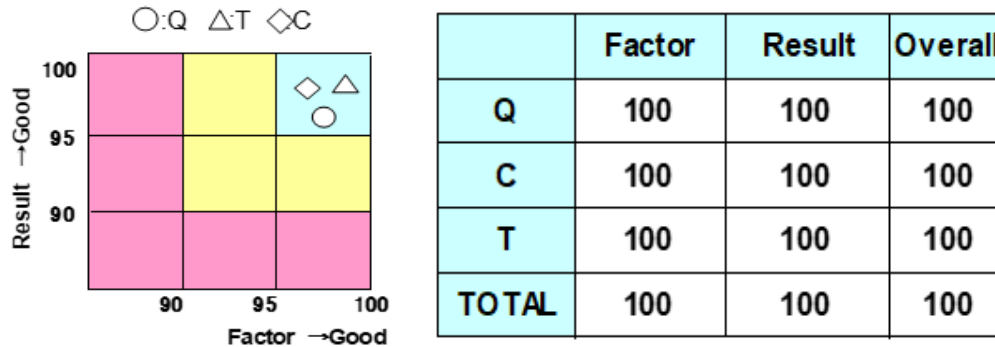 ○:Q △:T ◇:C
100
95
90
Result →Good
90 95 100
Factor →Good
Factor Result Overall
Q 100 100 100
C 100 100 100
T 100 100 100
TOTAL 100 100 100